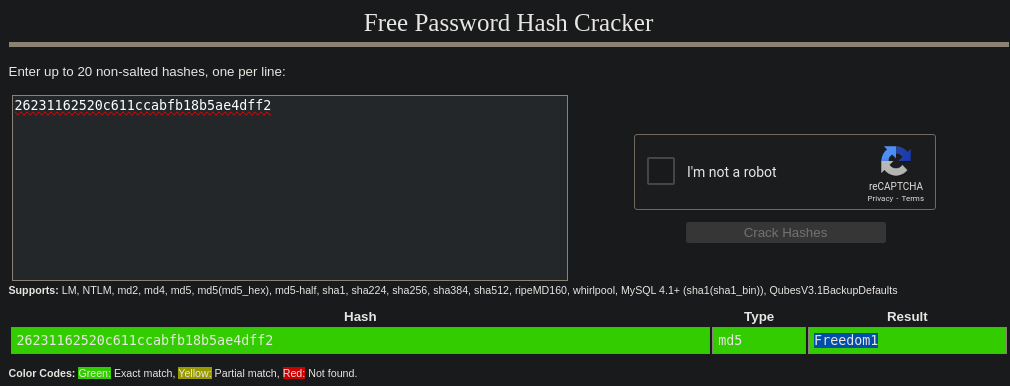 Free Password Hash Cracker
Enter up to 20 non-salted hashes, one per line:
26231162520c611ccabfb18b5ae4dff2
I'm not a robot
reCAPTCHA
Privacy - Terms
Crack Hashes
Supports: LM, NTLM, md2, md4, md5, md5(md5_hex), md5-half, sha1, sha224, sha256, sha384, sha512, ripeMD160, whirlpool, MySQL 4.1+ (sha1(sha1_bin)), QubesV3.1BackupDefaults
Hash Type Result
26231162520c611ccabfb18b5ae4dff2 md5 Freedom1
Color Codes: Green: Exact match, Yellow: Partial match, Red: Not found.